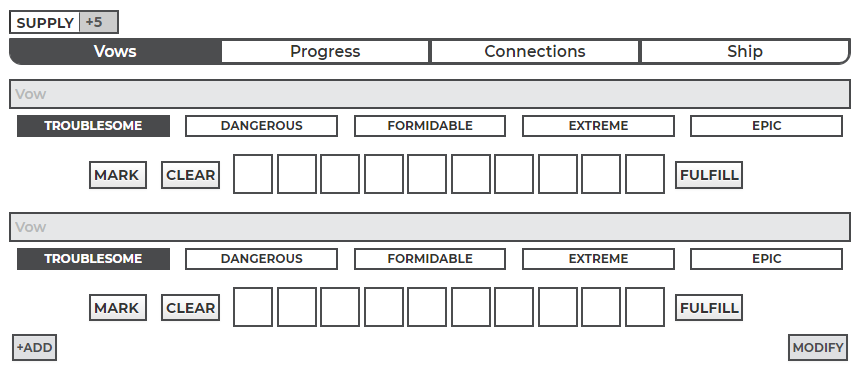 SUPPLY +5
Vows Progress Connections Ship
Vow
TROUBLESOME DANGEROUS FORMIDABLE EXTREME EPIC
MARK CLEAR FULFILL
Vow
TROUBLESOME DANGEROUS FORMIDABLE EXTREME EPIC
MARK CLEAR FULFILL
+ADD MODIFY